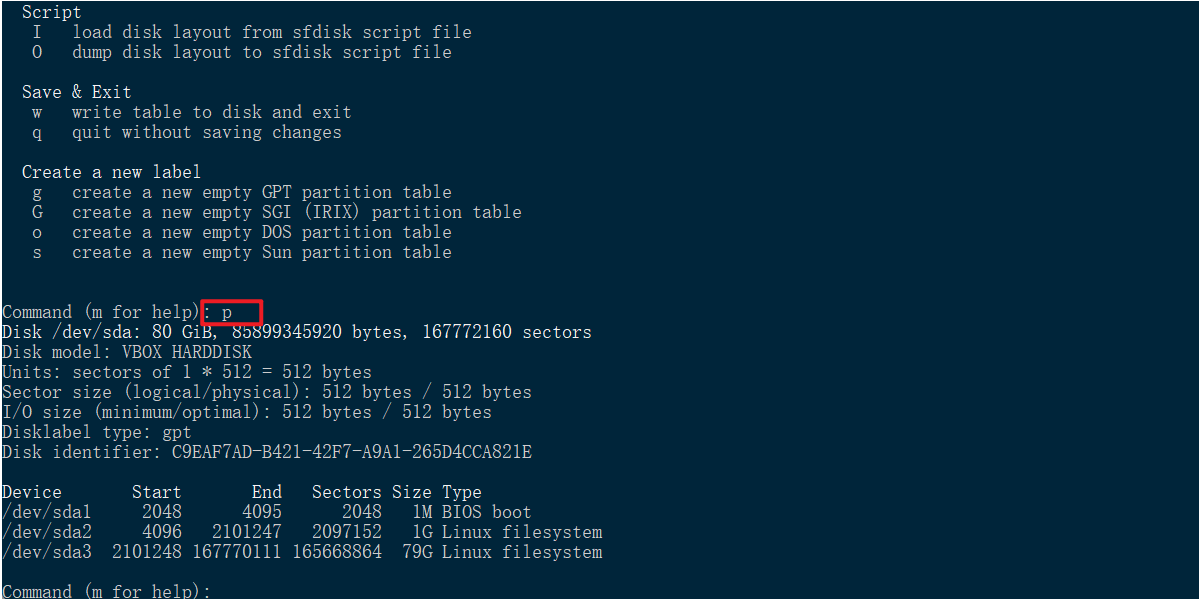 Script
I load disk layout from sfdisk script file
O dump disk layout to sfdisk script file
Save & Exit
w write table to disk and exit
q quit without saving changes
Create a new label
g create a new empty GPT partition table
G create a new empty SGI (IRIX) partition table
o create a new empty DOS partition table
s create a new empty Sun partition table
Command (m for help): p
Disk /dev/sda: 80 GiB, 85899345920 bytes, 167772160 sectors
Disk model: VBOX HARDDISK
Units: sectors of 1 * 512 = 512 bytes
Sector size (logical/physical): 512 bytes / 512 bytes
I/O size (minimum/optimal): 512 bytes / 512 bytes
Disklabel type: gpt
Disk identifier: C9EAF7AD-B421-42F7-A9A1-265D4CCA821E
Device Start End Sectors Size Type
/dev/sda1 2048 4095 2048 1M BIOS boot
/dev/sda2 4096 2101247 2097152 1G Linux filesystem
/dev/sda3 2101248 167770111 165668864 79G Linux filesystem
Command (m for help):